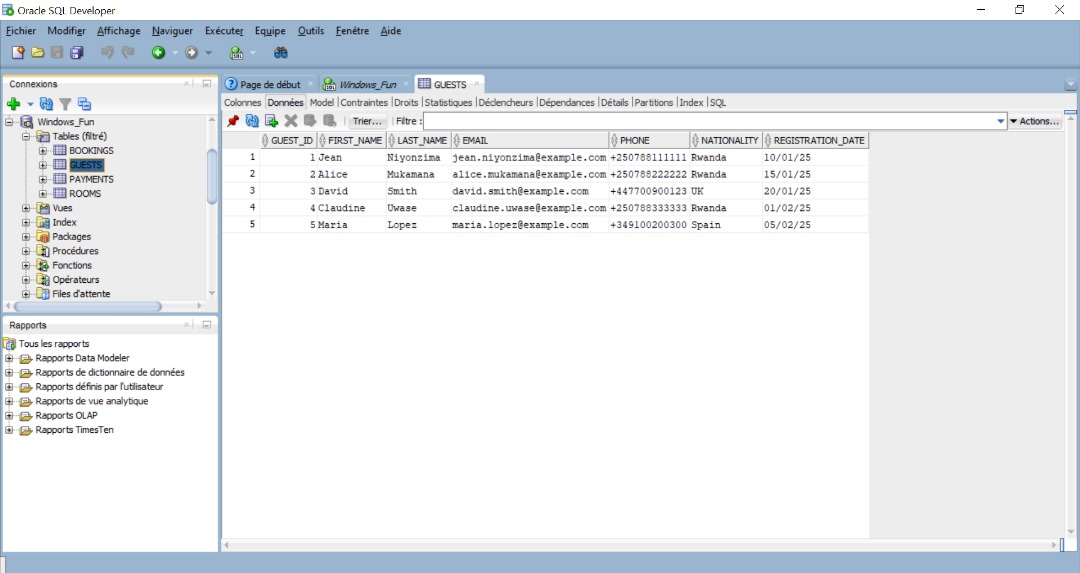 Oracle SQL Developer
Fichier Modifier Affichage Naviguer Exécuter Equipe Outils Fenêtre Aide
Connexions
Windows_Fun
Tables (filtré)
BOOKINGS
GUESTS
PAYMENTS
ROOMS
Vues
Index
Packages
Procédures
Fonctions
Opérateurs
Files d'attente
Rapports
Tous les rapports
Rapports Data Modeler
Rapports de dictionnaire de données
Rapports définis par l'utilisateur
Rapports de vue analytique
Rapports OLAP
Rapports TimesTen
Page de début Windows_Fun GUESTS
Colonnes Données Model Contraintes Droits Statistiques Déclencheurs Dépendances Détails Partitions Index SQL
Trier... Filtre : Actions...
GUEST_ID FIRST_NAME LAST_NAME EMAIL PHONE NATIONALITY REGISTRATION_DATE
1 1 Jean Niyonzima jean.niyonzima@example.com +250788111111 Rwanda 10/01/25
2 2 Alice Mukamana alice.mukamana@example.com +250788222222 Rwanda 15/01/25
3 3 David Smith david.smith@example.com +447700900123 UK 20/01/25
4 4 Claudine Uwase claudine.uwase@example.com +250788333333 Rwanda 01/02/25
5 5 Maria Lopez maria.lopez@example.com +349100200300 Spain 05/02/25